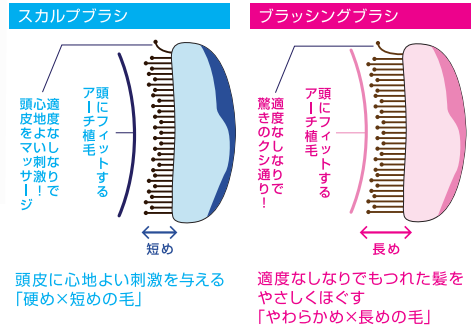 スカルプブラシ
適度なしなりで
心地よい刺激！
頭皮をマッサージ
頭にフィットする
アーチ植毛
短め
頭皮に心地よい刺激を与える
「硬め×短めの毛」
ブラッシングブラシ
適度なしなりで
驚きのクシ通り！
頭にフィットする
アーチ植毛
長め
適度なしなりでもつれた髪を
やさしくほぐす
「やわらかめ×長めの毛」